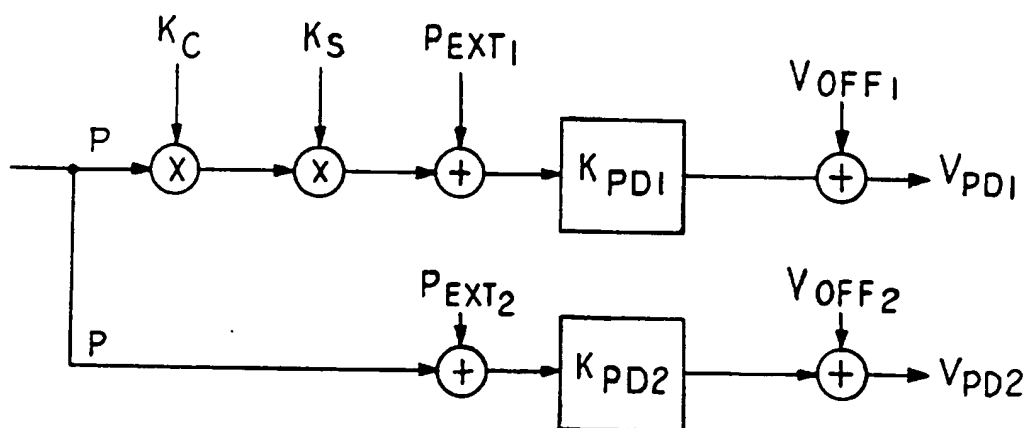 K_C
K_S
P_EXT1
V_OFF1
P
X
X
+
K_PD1
+
V_PD1
P_EXT2
V_OFF2
P
+
K_PD2
+
V_PD2